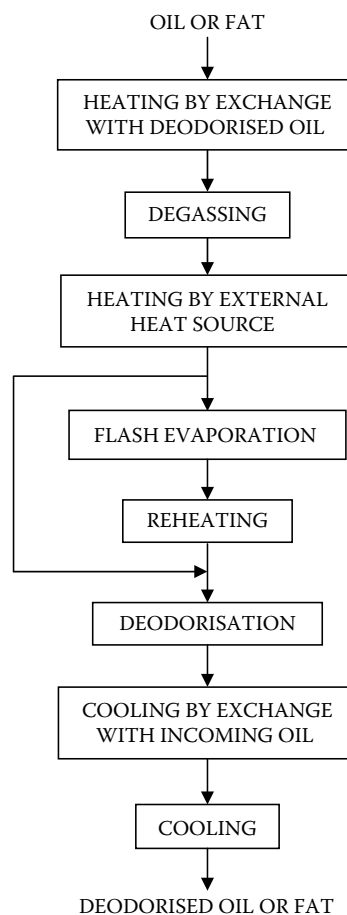 OIL OR FAT
HEATING BY EXCHANGE
WITH DEODORISED OIL
DEGASSING
HEATING BY EXTERNAL
HEAT SOURCE
FLASH EVAPORATION
REHEATING
DEODORISATION
COOLING BY EXCHANGE
WITH INCOMING OIL
COOLING
DEODORISED OIL OR FAT